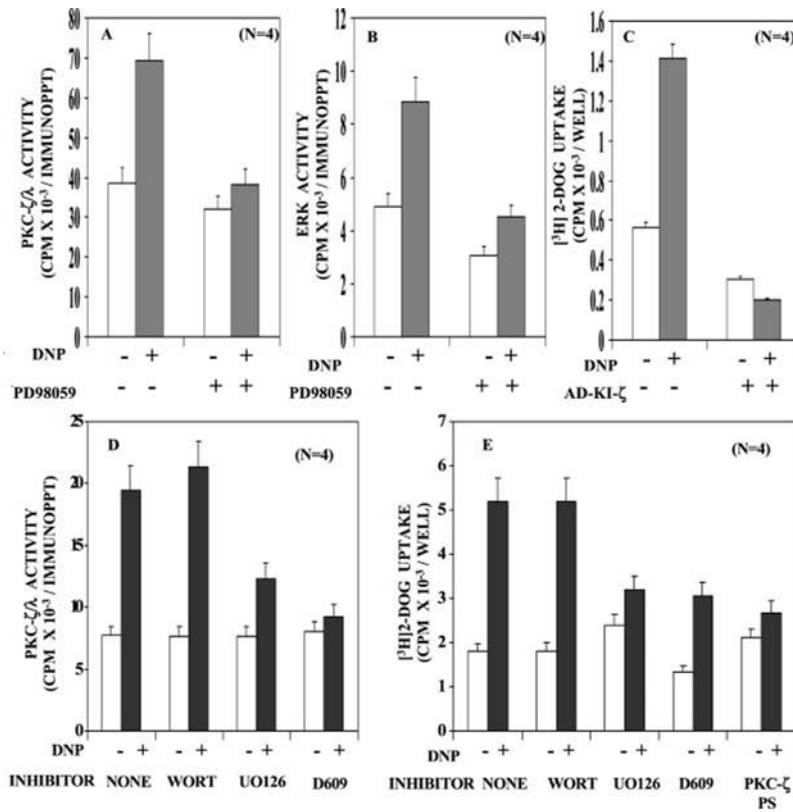 A
(N=4)
PKC-ζ/λ ACTIVITY
(CPM X 10⁻³ / IMMUNOPPT)
80
70
60
50
40
30
20
10
0
DNP - + - +
PD98059 - - + +
B
(N=4)
ERK ACTIVITY
(CPM X 10⁻³ / IMMUNOPPT)
12
10
8
6
4
2
0
DNP - + - +
PD98059 - - + +
C
(N=4)
[³H] 2-DOG UPTAKE
(CPM X 10⁻³ / WELL)
1.6
1.4
1.2
1
0.8
0.6
0.4
0.2
0
DNP - + - +
AD-KI-ζ - - + +
D
(N=4)
PKC-ζ/λ ACTIVITY
(CPM X 10⁻³ / IMMUNOPPT)
25
20
15
10
5
0
DNP - + - + - + - +
INHIBITOR NONE WORT UO126 D609
E
(N=4)
[³H]2-DOG UPTAKE
(CPM X 10⁻³ / WELL)
7
6
5
4
3
2
1
0
DNP - + - + - + - + - +
INHIBITOR NONE WORT UO126 D609 PKC-ζ
PS